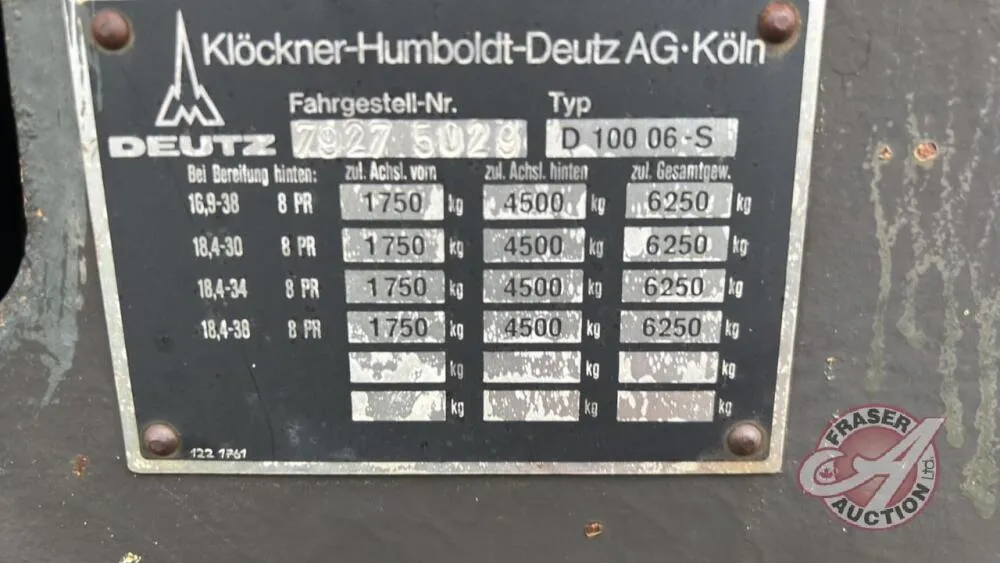 Klöckner-Humboldt-Deutz AG·Köln
DEUTZ
Fahrgestell-Nr. Typ
7927 5029 D 100 06-S
Bei Bereifung hinten: zul. Achsl. vorn zul. Achsl. hinten zul. Gesamtgew.
16,9-38 8 PR 1750 kg 4500 kg 6250 kg
18,4-30 8 PR 1750 kg 4500 kg 6250 kg
18,4-34 8 PR 1750 kg 4500 kg 6250 kg
18,4-38 8 PR 1750 kg 4500 kg 6250 kg
kg kg kg
kg kg kg
122 1761
FRASER
AUCTION Ltd.